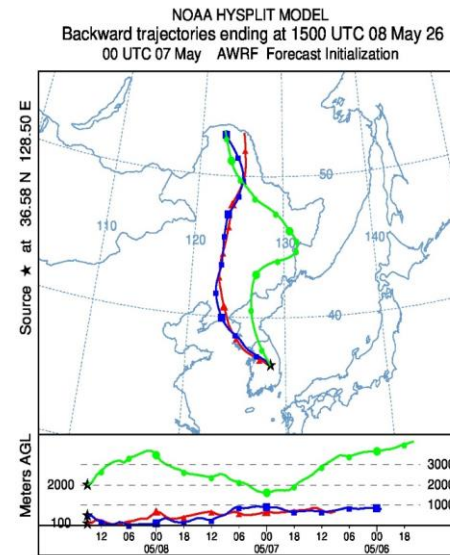 NOAA HYSPLIT MODEL
Backward trajectories ending at 1500 UTC 08 May 26
00 UTC 07 May AWRF Forecast Initialization
Source ★ at 36.58 N 128.50 E
50
110
120
130
140
40
Meters AGL
2000
100
3000
2000
1000
12 06 00 18 12 06 00 18 12 06 00 18
05/08 05/07 05/06